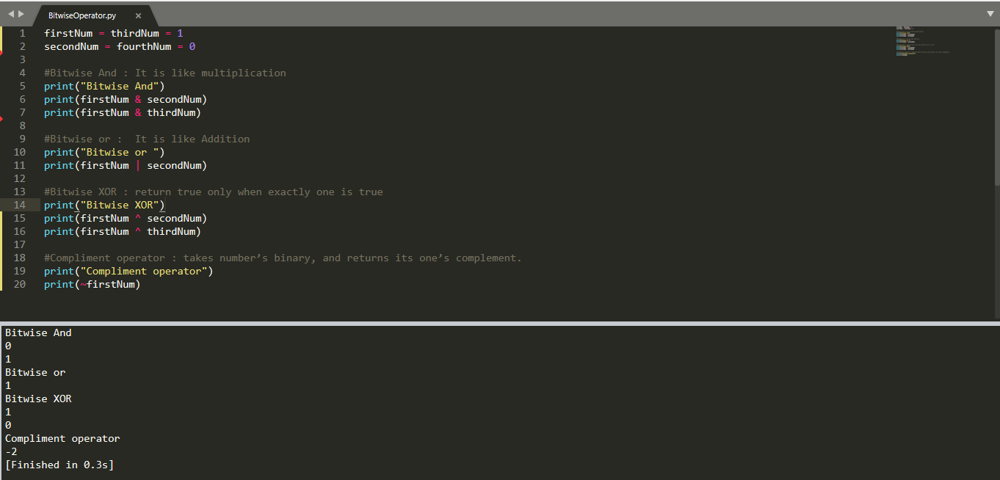 BitwiseOperator.py ×
1 firstNum = thirdNum = 1
2 secondNum = fourthNum = 0
3
4 #Bitwise And : It is like multiplication
5 print("Bitwise And")
6 print(firstNum & secondNum)
7 print(firstNum & thirdNum)
8
9 #Bitwise or :  It is like Addition
10 print("Bitwise or ")
11 print(firstNum | secondNum)
12
13 #Bitwise XOR : return true only when exactly one is true
14 print("Bitwise XOR")
15 print(firstNum ^ secondNum)
16 print(firstNum ^ thirdNum)
17
18 #Compliment operator : takes number’s binary, and returns its one’s complement.
19 print("Compliment operator")
20 print(~firstNum)
Bitwise And
0
1
Bitwise or
1
Bitwise XOR
1
0
Compliment operator
-2
[Finished in 0.3s]